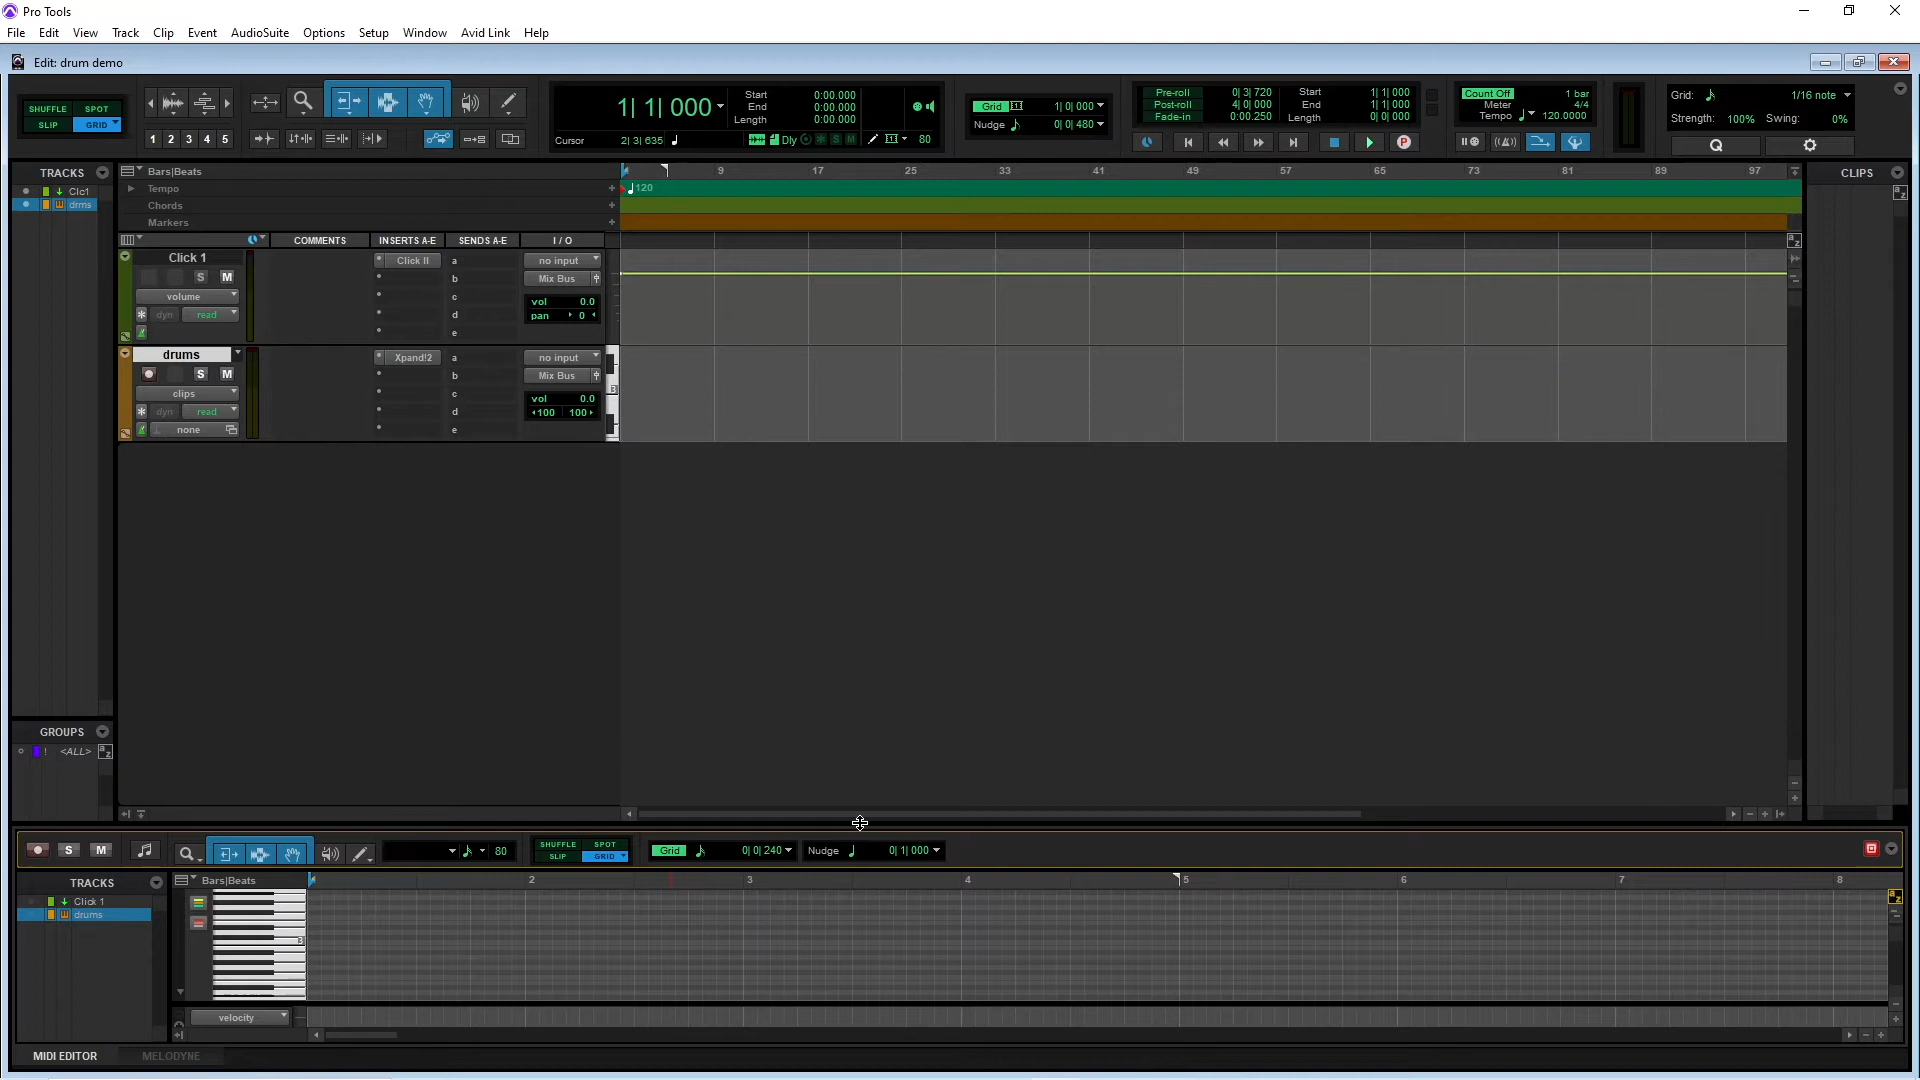 Pro Tools
File Edit View Track Clip Event AudioSuite Options Setup Window Avid Link Help
Edit: drum demo
SHUFFLE SPOT
SLIP GRID
1 2 3 4 5
1| 1| 000
Start 0:00.000
End 0:00.000
Length 0:00.000
Cursor 2| 3| 635
Dly S M 80
Grid 1| 0| 000
Nudge 0| 0| 480
Pre-roll 0| 3| 720
Post-roll 4| 0| 000
Fade-in 0:00.250
Start 1| 1| 000
End 1| 1| 000
Length 0| 0| 000
Count Off 1 bar
Meter 4/4
Tempo 120.0000
Grid: 1/16 note
Strength: 100% Swing: 0%
Q
TRACKS
Clc1
drms
Bars|Beats
9 17 25 33 41 49 57 65 73 81 89 97
Tempo
120
Chords
Markers
CLIPS
a z
COMMENTS INSERTS A-E SENDS A-E I / O
Click 1
S M
volume
dyn read
Click II
a
b
c
d
e
no input
Mix Bus
vol 0.0
pan 0
drums
S M
clips
dyn read
none
Xpand!2
a
b
c
d
e
no input
Mix Bus
vol 0.0
100 100
3
GROUPS
! <ALL> a z
S M
80
SHUFFLE SPOT
SLIP GRID
Grid 0| 0| 240
Nudge 0| 1| 000
TRACKS
Click 1
drums
Bars|Beats
2 3 4 5 6 7 8
3
velocity
MIDI EDITOR MELODYNE